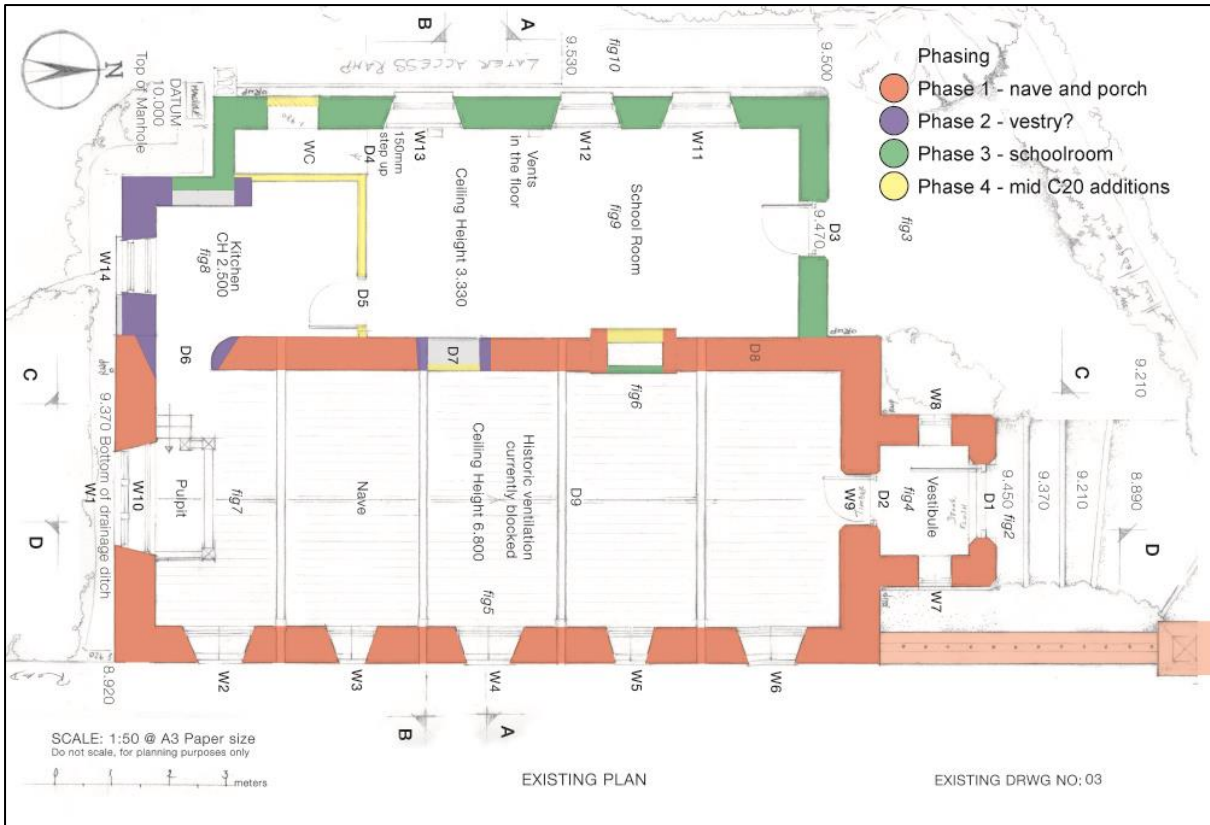 Phasing
Phase 1 - nave and porch
Phase 2 - vestry?
Phase 3 - schoolroom
Phase 4 - mid C20 additions
N
DATUM
10.000
Top of Manhole
MANHOLE
B
A
LATER ACCESS RAMP
9.530
fig10
9.500
WC
D4
150mm
step up
W13
Vents
in the floor
W12
W11
Ceiling Height 3.330
School Room
fig9
D3
9.470
fig3
W14
Kitchen
CH 2.500
fig8
D5
D6
D7
D8
fig6
C
C
9.210
W8
9.370 Bottom of drainage ditch
W1
W10
Pulpit
fig7
Nave
Historic ventilation
currently blocked
Ceiling Height 6.800
D9
W9
D2
Vestibule
fig4
D1
9.450 fig2
9.370
9.210
8.890
D
D
fig5
W7
8.920
ROAD
W2
W3
W4
W5
W6
B
A
SCALE: 1:50 @ A3 Paper size
Do not scale, for planning purposes only
0 1 2 3 meters
EXISTING PLAN
EXISTING DRWG NO: 03